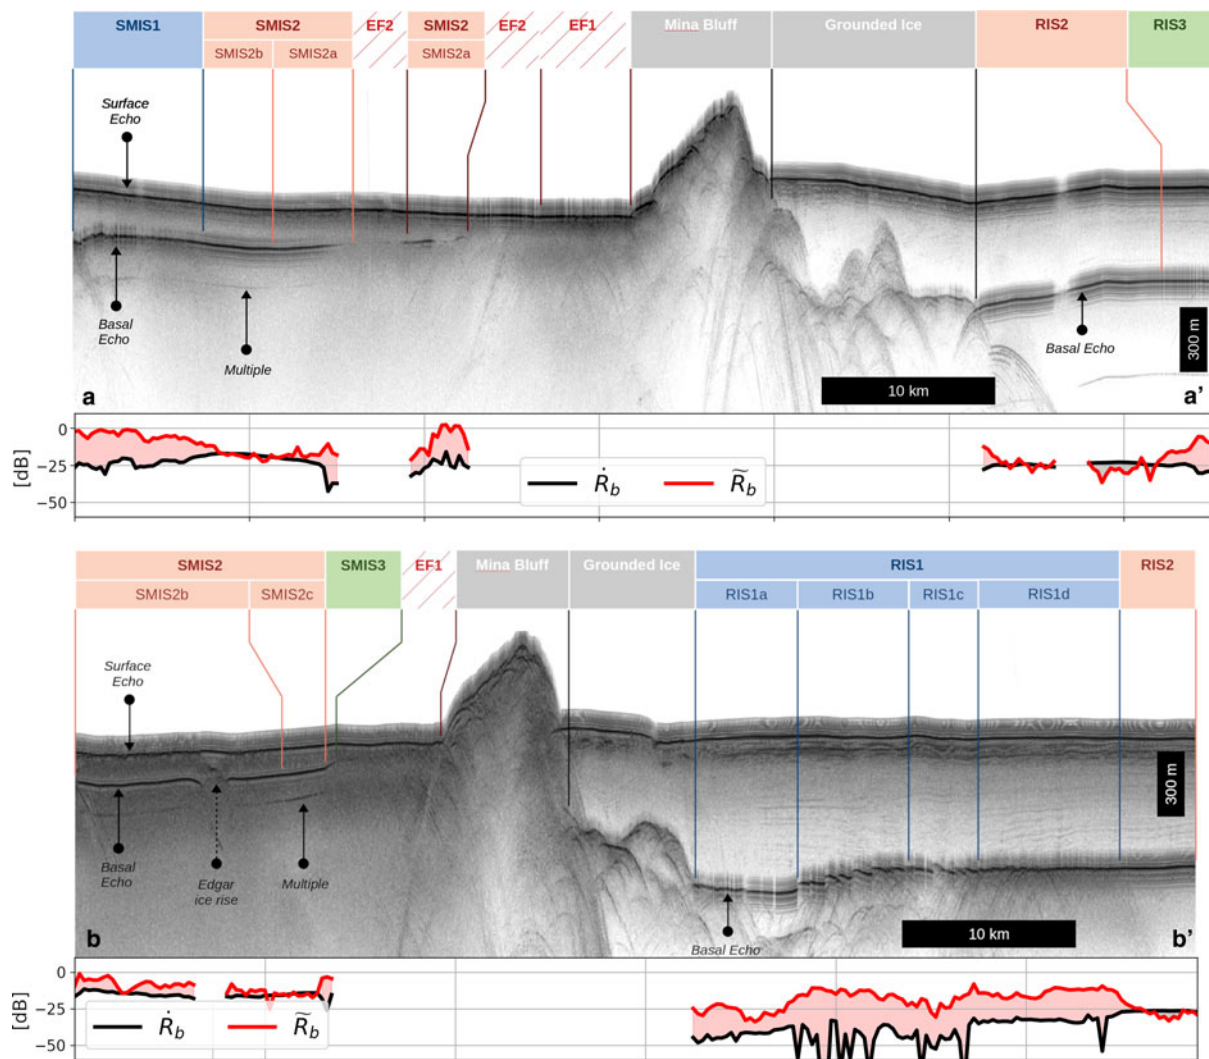 SMIS1 SMIS2 EF2 SMIS2 EF2 EF1 Mina Bluff Grounded Ice RIS2 RIS3
SMIS2b SMIS2a SMIS2a
Surface
Echo
Basal
Echo
Multiple
Basal Echo
300 m
10 km
a a’
0
−25
−50
[dB]
Ṙb R̃b
SMIS2 SMIS3 EF1 Mina Bluff Grounded Ice RIS1 RIS2
SMIS2b SMIS2c RIS1a RIS1b RIS1c RIS1d
Surface
Echo
300 m
Basal
Echo
Edgar
ice rise
Multiple
10 km
Basal Echo
b b’
0
−25
−50
[dB]
Ṙb R̃b